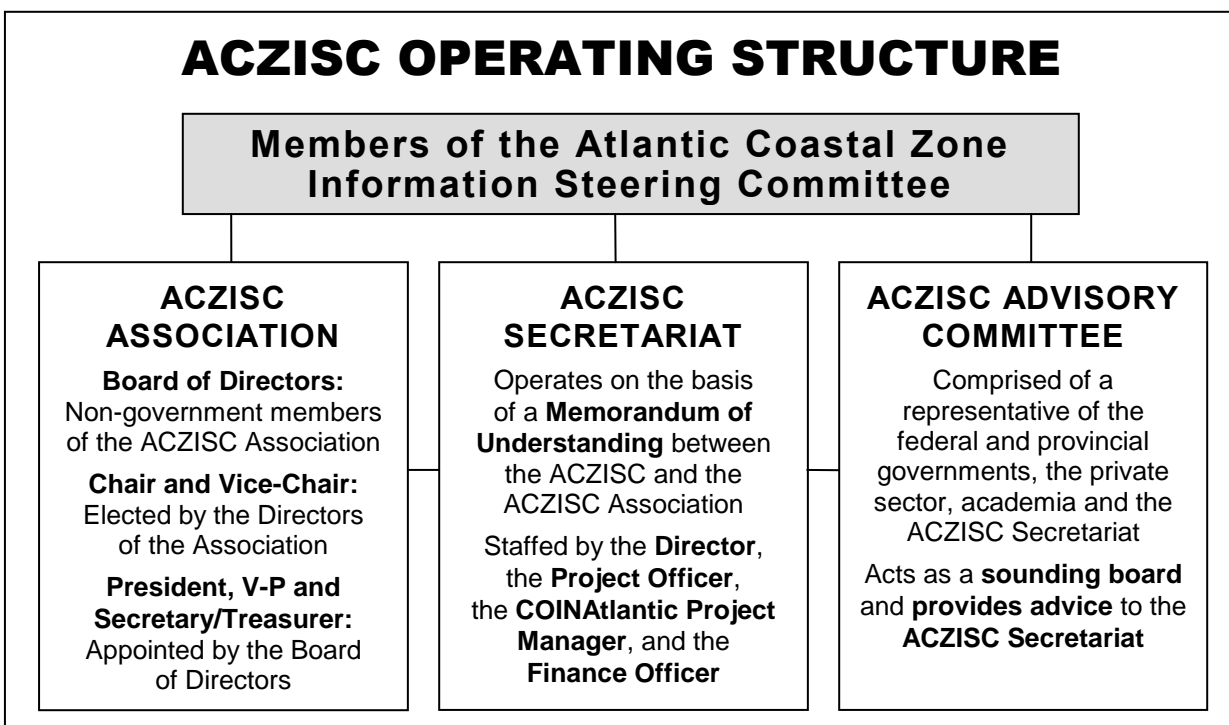 ACZISC OPERATING STRUCTURE
Members of the Atlantic Coastal Zone
Information Steering Committee
ACZISC
ASSOCIATION
Board of Directors:
Non-government members
of the ACZISC Association
Chair and Vice-Chair:
Elected by the Directors
of the Association
President, V-P and
Secretary/Treasurer:
Appointed by the Board
of Directors
ACZISC
SECRETARIAT
Operates on the basis
of a Memorandum of
Understanding between
the ACZISC and the
ACZISC Association
Staffed by the Director,
the Project Officer,
the COINAtlantic Project
Manager, and the
Finance Officer
ACZISC ADVISORY
COMMITTEE
Comprised of a
representative of the
federal and provincial
governments, the private
sector, academia and the
ACZISC Secretariat
Acts as a sounding board
and provides advice to the
ACZISC Secretariat